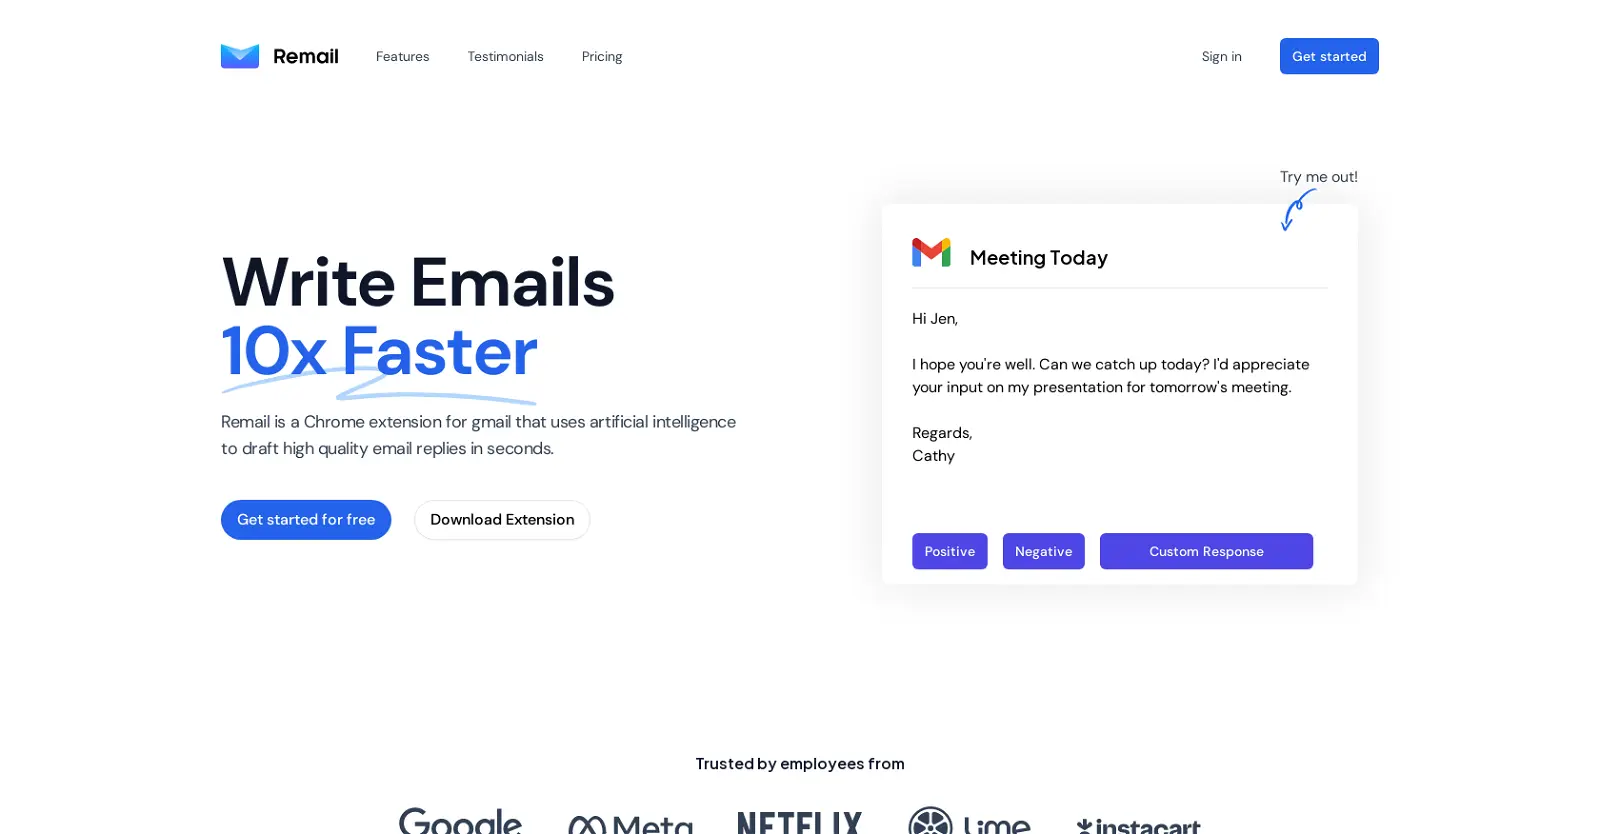 Remail
Features
Testimonials
Pricing
Sign in
Get started
Write Emails
10x Faster
Remail is a Chrome extension for gmail that uses artificial intelligence
to draft high quality email replies in seconds.
Get started for free
Download Extension
Try me out!
Meeting Today
Hi Jen,
I hope you're well. Can we catch up today? I'd appreciate
your input on my presentation for tomorrow's meeting.
Regards,
Cathy
Positive
Negative
Custom Response
Trusted by employees from
Google
Meta
NETFLIX
Lime
instacart